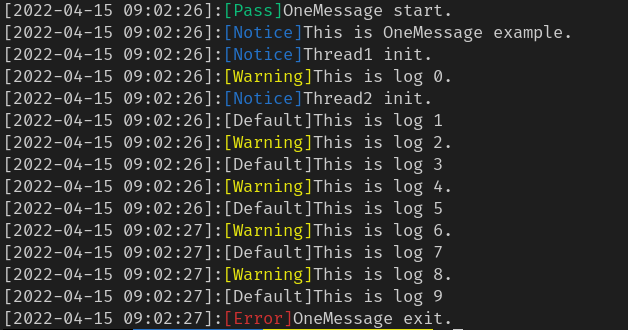 [2022-04-15 09:02:26]:[Pass]OneMessage start.
[2022-04-15 09:02:26]:[Notice]This is OneMessage example.
[2022-04-15 09:02:26]:[Notice]Thread1 init.
[2022-04-15 09:02:26]:[Warning]This is log 0.
[2022-04-15 09:02:26]:[Notice]Thread2 init.
[2022-04-15 09:02:26]:[Default]This is log 1
[2022-04-15 09:02:26]:[Warning]This is log 2.
[2022-04-15 09:02:26]:[Default]This is log 3
[2022-04-15 09:02:26]:[Warning]This is log 4.
[2022-04-15 09:02:26]:[Default]This is log 5
[2022-04-15 09:02:27]:[Warning]This is log 6.
[2022-04-15 09:02:27]:[Default]This is log 7
[2022-04-15 09:02:27]:[Warning]This is log 8.
[2022-04-15 09:02:27]:[Default]This is log 9
[2022-04-15 09:02:27]:[Error]OneMessage exit.